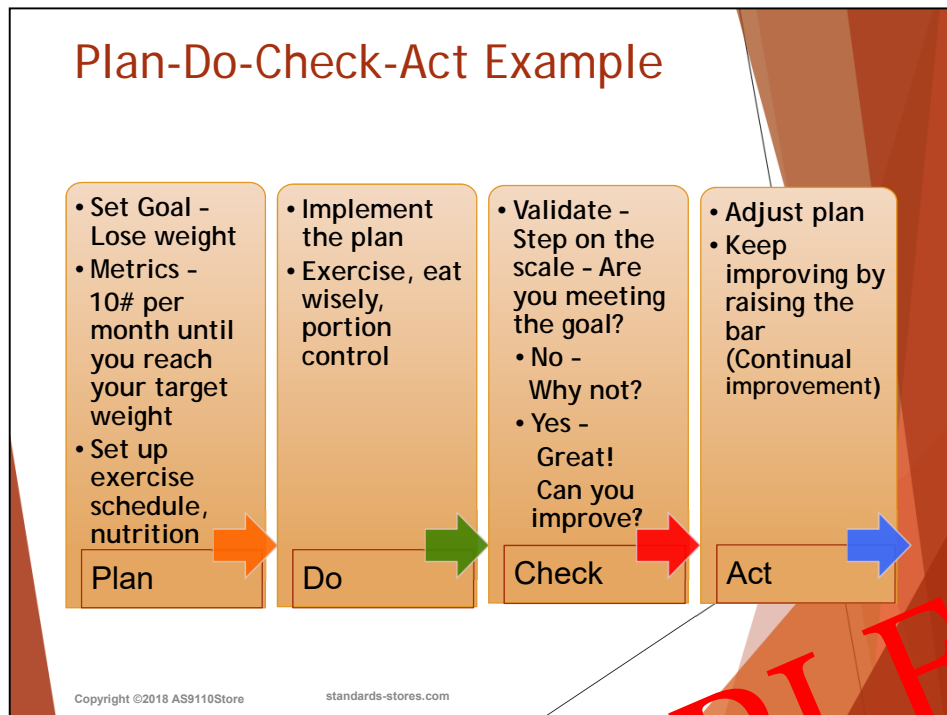 Plan-Do-Check-Act Example
• Set Goal –
Lose weight
• Metrics –
10# per
month until
you reach
your target
weight
• Set up
exercise
schedule,
nutrition
Plan
• Implement
the plan
• Exercise, eat
wisely,
portion
control
Do
• Validate –
Step on the
scale – Are
you meeting
the goal?
• No –
Why not?
• Yes –
Great!
Can you
improve?
Check
• Adjust plan
• Keep
improving by
raising the
bar
(Continual
improvement)
Act
Copyright ©2018 AS9110Store
standards-stores.com